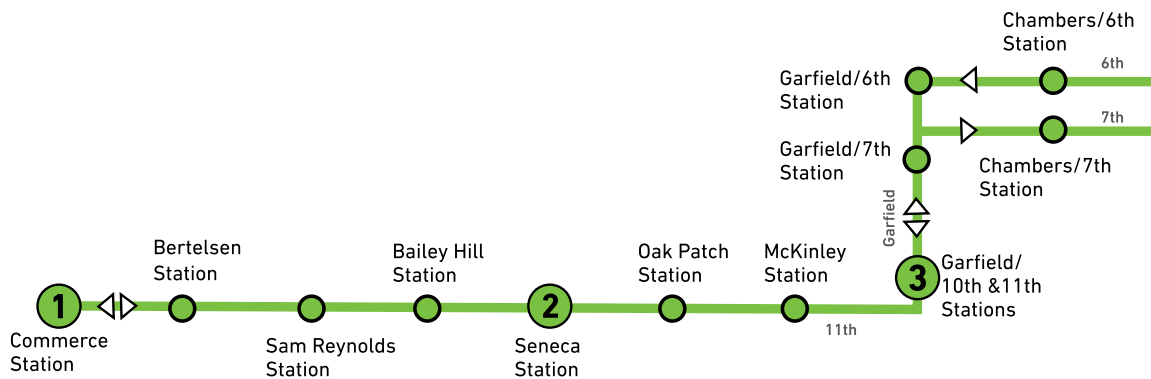 Chambers/6th
Station
6th
Garfield/6th
Station
7th
Garfield/7th
Station
Chambers/7th
Station
Garfield
Bertelsen
Station
Bailey Hill
Station
Oak Patch
Station
McKinley
Station
3
Garfield/
10th &11th
Stations
1
2
11th
Commerce
Station
Sam Reynolds
Station
Seneca
Station